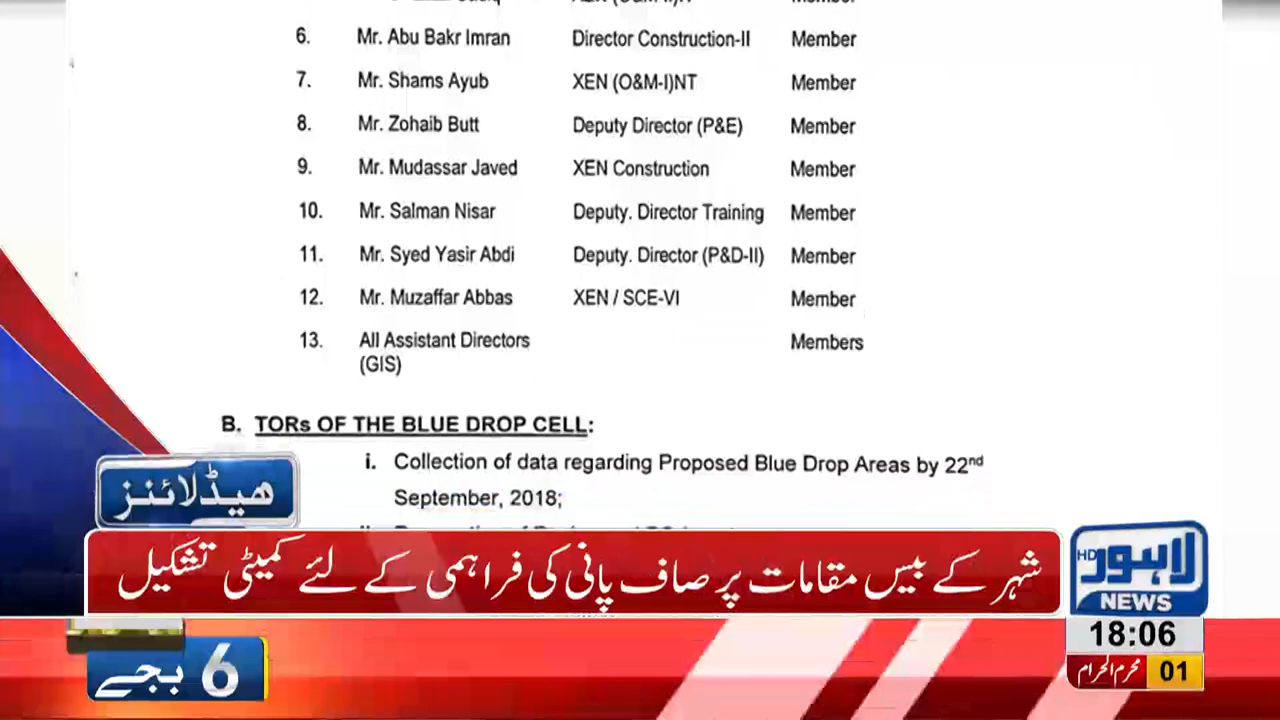 6. Mr. Abu Bakr Imran Director Construction-II Member
7. Mr. Shams Ayub XEN (O&M-I)NT Member
8. Mr. Zohaib Butt Deputy Director (P&E) Member
9. Mr. Mudassar Javed XEN Construction Member
10. Mr. Salman Nisar Deputy. Director Training Member
11. Mr. Syed Yasir Abdi Deputy. Director (P&D-II) Member
12. Mr. Muzaffar Abbas XEN / SCE-VI Member
13. All Assistant Directors Members
(GIS)
B. TORs OF THE BLUE DROP CELL:
i. Collection of data regarding Proposed Blue Drop Areas by 22nd
September, 2018;
ھیڈلائنز
شہر کے بیس مقامات پر صاف پانی کی فراہمی کے لئے کمیٹی تشکیل
لاہور HD
NEWS
18:06
محرم الحرام 01
6 بجے